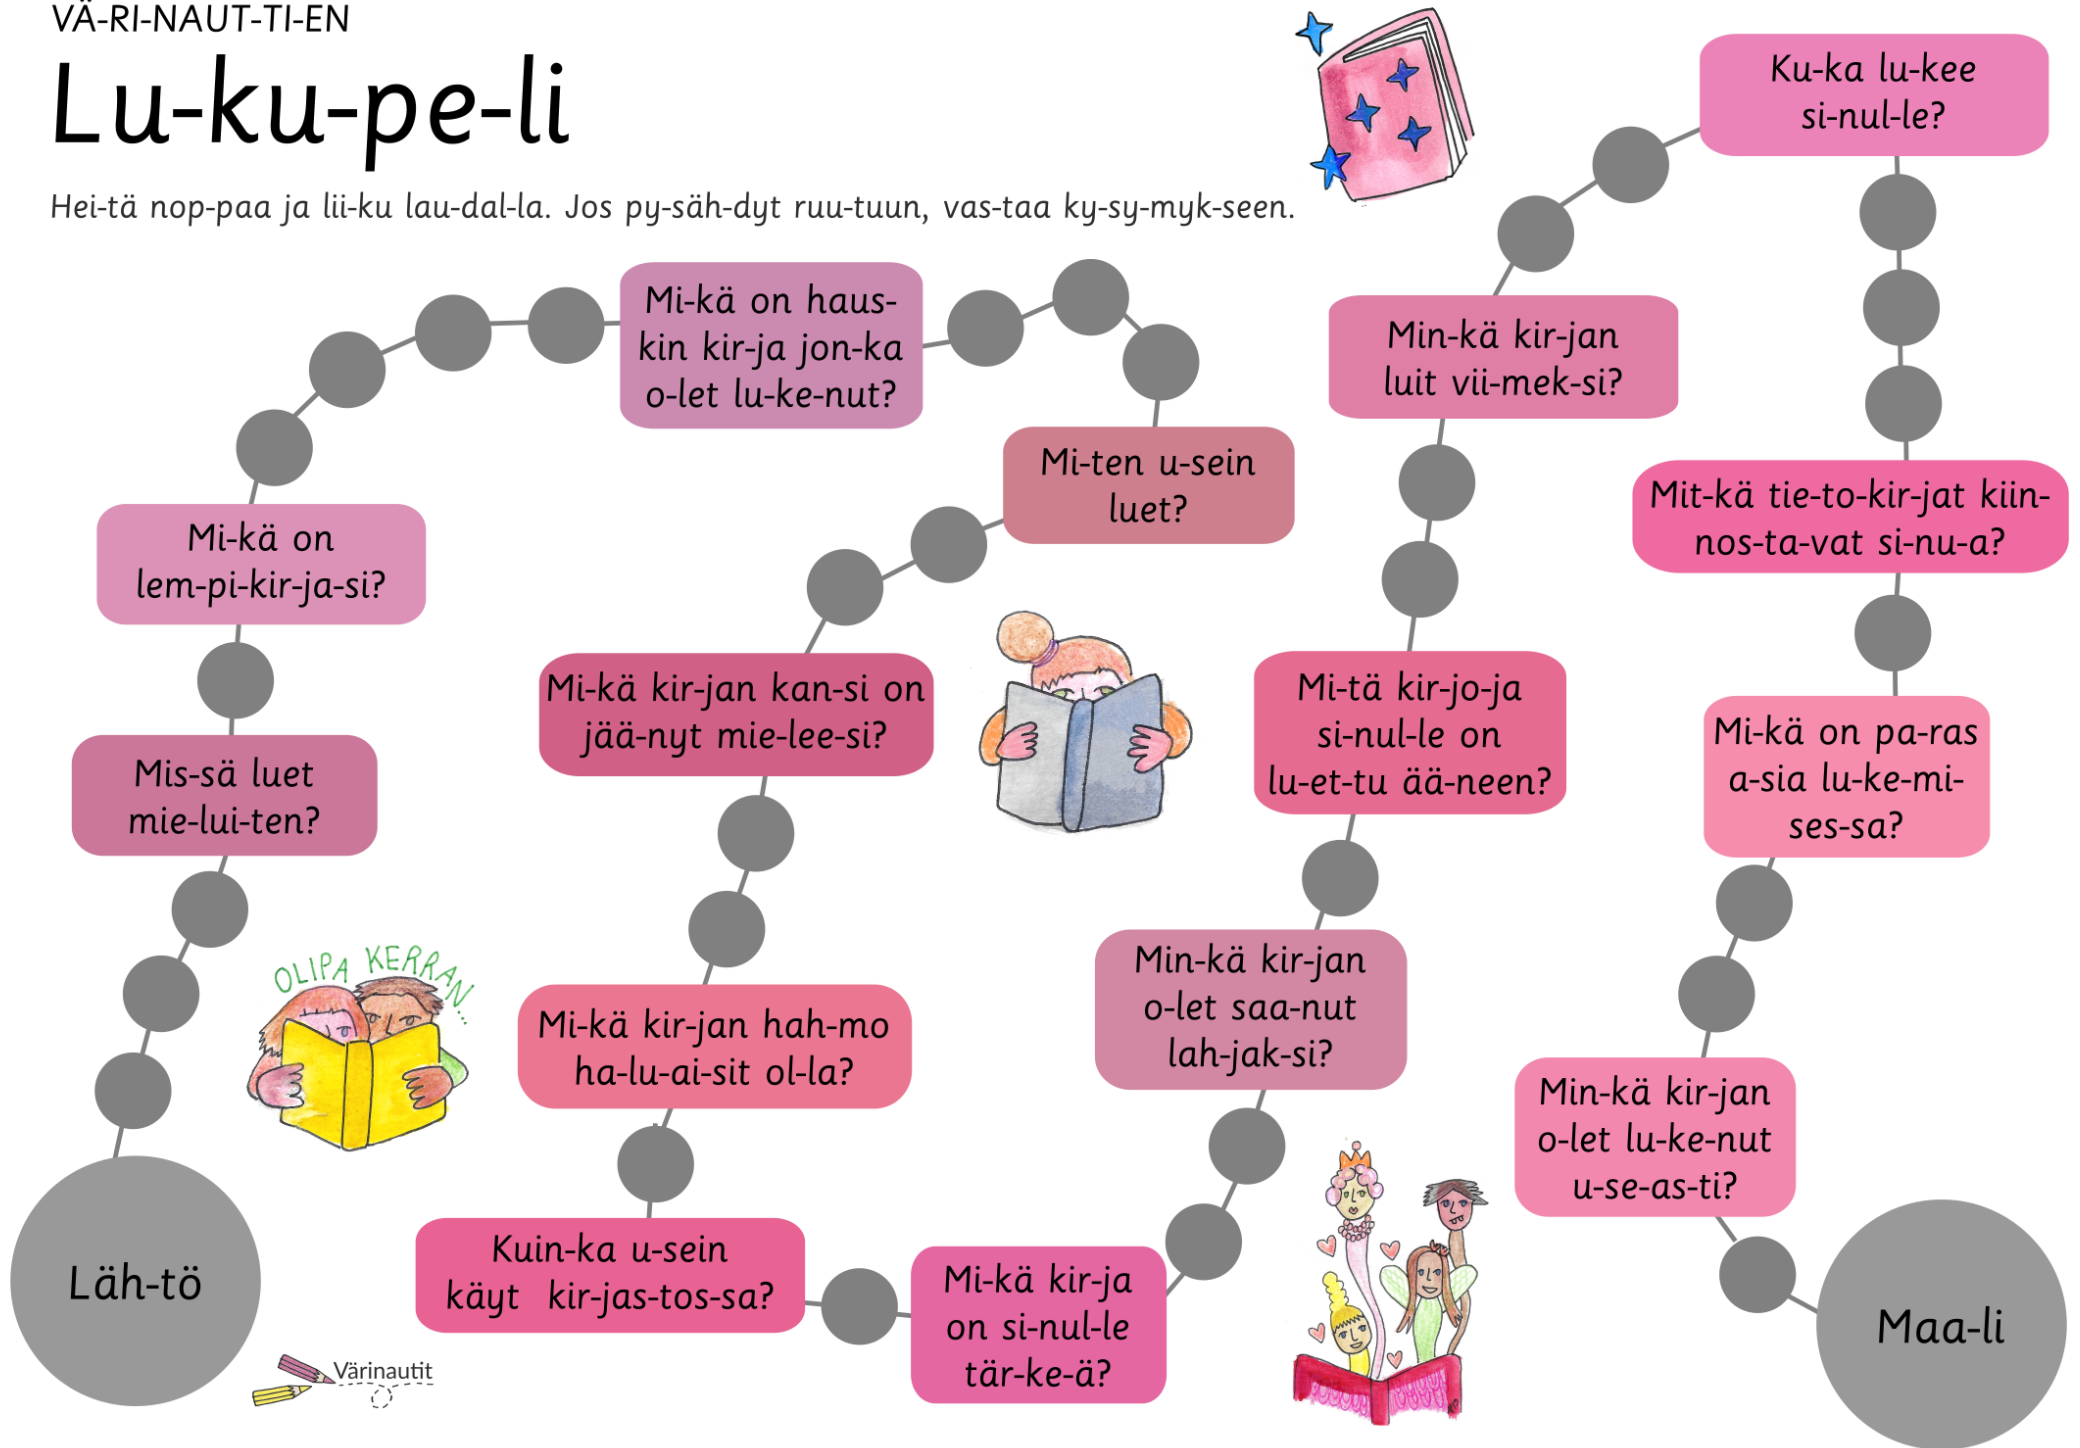 VÄ-RI-NAUT-TI-EN
Lu-ku-pe-li
Hei-tä nop-paa ja lii-ku lau-dal-la. Jos py-säh-dyt ruu-tuun, vas-taa ky-sy-myk-seen.
Läh-tö
Mis-sä luet
mie-lui-ten?
Mi-kä on
lem-pi-kir-ja-si?
Mi-kä on haus-
kin kir-ja jon-ka
o-let lu-ke-nut?
Mi-ten u-sein
luet?
Mi-kä kir-jan kan-si on
jää-nyt mie-lee-si?
Mi-kä kir-jan hah-mo
ha-lu-ai-sit ol-la?
Kuin-ka u-sein
käyt kir-jas-tos-sa?
Mi-kä kir-ja
on si-nul-le
tär-ke-ä?
Min-kä kir-jan
o-let saa-nut
lah-jak-si?
Mi-tä kir-jo-ja
si-nul-le on
lu-et-tu ää-neen?
Min-kä kir-jan
luit vii-mek-si?
Ku-ka lu-kee
si-nul-le?
Mit-kä tie-to-kir-jat kiin-
nos-ta-vat si-nu-a?
Mi-kä on pa-ras
a-sia lu-ke-mi-
ses-sa?
Min-kä kir-jan
o-let lu-ke-nut
u-se-as-ti?
Maa-li
OLIPA KERRAN...
Värinautit